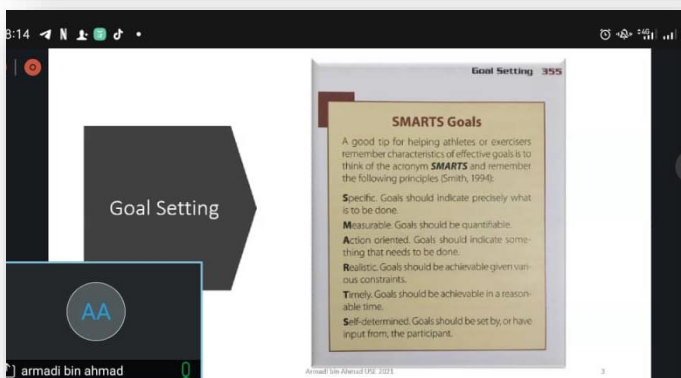 8:14
Goal Setting 355
SMARTS Goals
A good tip for helping athletes or exercisers
remember characteristics of effective goals is to
think of the acronym SMARTS and remember
the following principles (Smith, 1994):
Specific. Goals should indicate precisely what
is to be done.
Measurable. Goals should be quantifiable.
Action oriented. Goals should indicate some-
thing that needs to be done.
Realistic. Goals should be achievable given vari-
ous constraints.
Timely. Goals should be achievable in a reason-
able time.
Self-determined. Goals should be set by, or have
input from, the participant.
Goal Setting
AA
armadi bin ahmad
Armadi bin Ahmad USE 2021
3